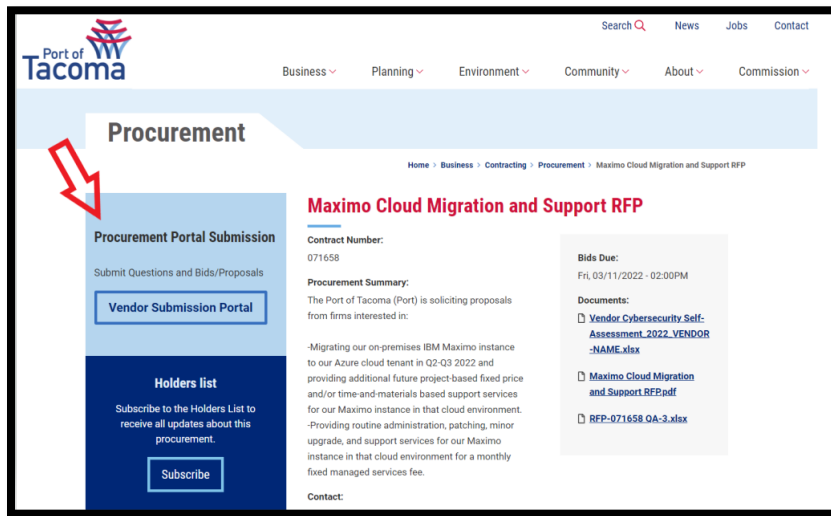 Port of
Tacoma
Search
News
Jobs
Contact
Business
Planning
Environment
Community
About
Commission
Procurement
Home > Business > Contracting > Procurement > Maximo Cloud Migration and Support RFP
Procurement Portal Submission
Submit Questions and Bids/Proposals
Vendor Submission Portal
Holders list
Subscribe to the Holders List to
receive all updates about this
procurement.
Subscribe
Maximo Cloud Migration and Support RFP
Contract Number:
071658
Procurement Summary:
The Port of Tacoma (Port) is soliciting proposals
from firms interested in:
-Migrating our on-premises IBM Maximo instance
to our Azure cloud tenant in Q2-Q3 2022 and
providing additional future project-based fixed price
and/or time-and-materials based support services
for our Maximo instance in that cloud environment.
-Providing routine administration, patching, minor
upgrade, and support services for our Maximo
instance in that cloud environment for a monthly
fixed managed services fee.
Contact:
Bids Due:
Fri, 03/11/2022 - 02:00PM
Documents:
Vendor Cybersecurity Self-
Assessment_2022_VENDOR
-NAME.xlsx
Maximo Cloud Migration
and Support RFP.pdf
RFP-071658 QA-3.xlsx